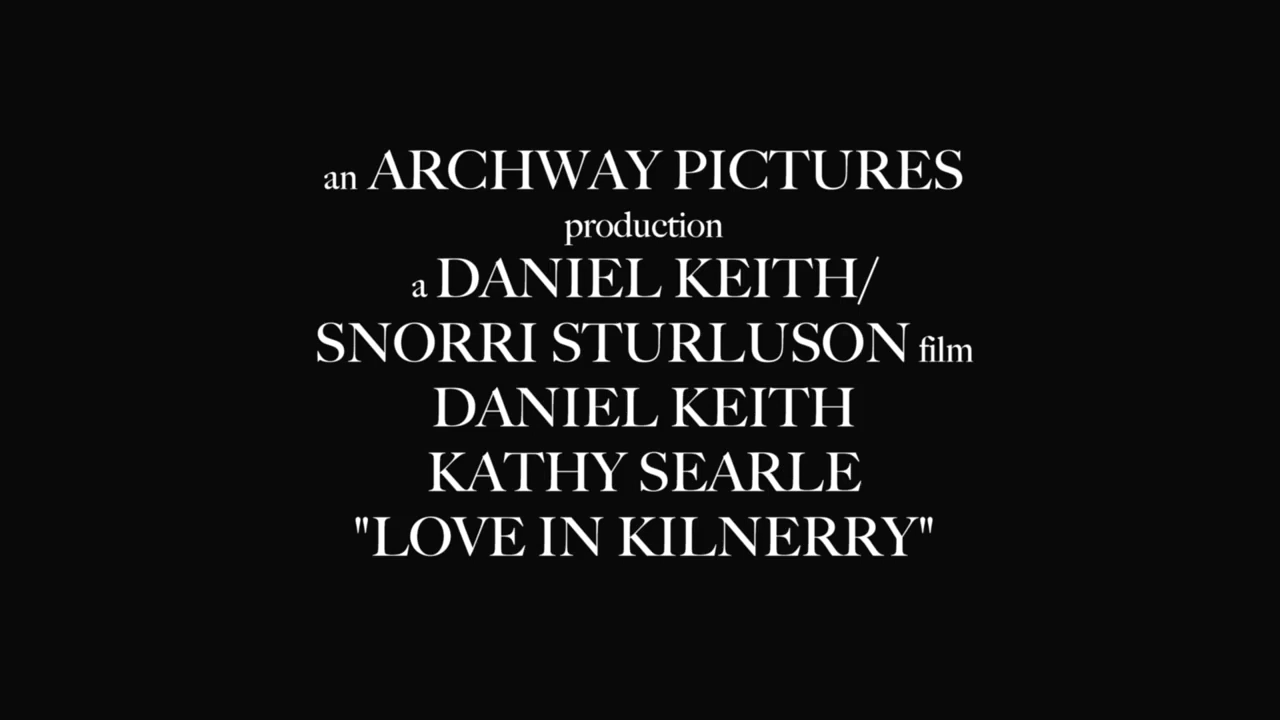 an ARCHWAY PICTURES
production
a DANIEL KEITH/
SNORRI STURLUSON film
DANIEL KEITH
KATHY SEARLE
"LOVE IN KILNERRY"